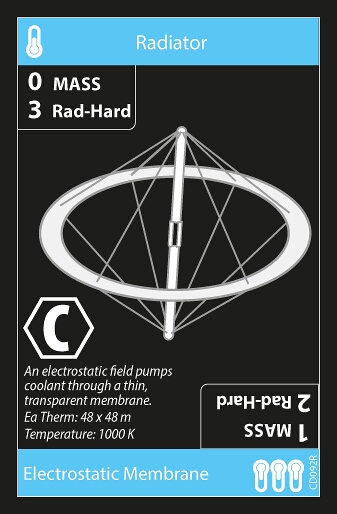 Radiator
0 MASS
3 Rad-Hard
C
An electrostatic field pumps
coolant through a thin,
transparent membrane.
Ea Therm: 48 x 48 m
Temperature: 1000 K
1 MASS
2 Rad-Hard
Electrostatic Membrane
CD092R